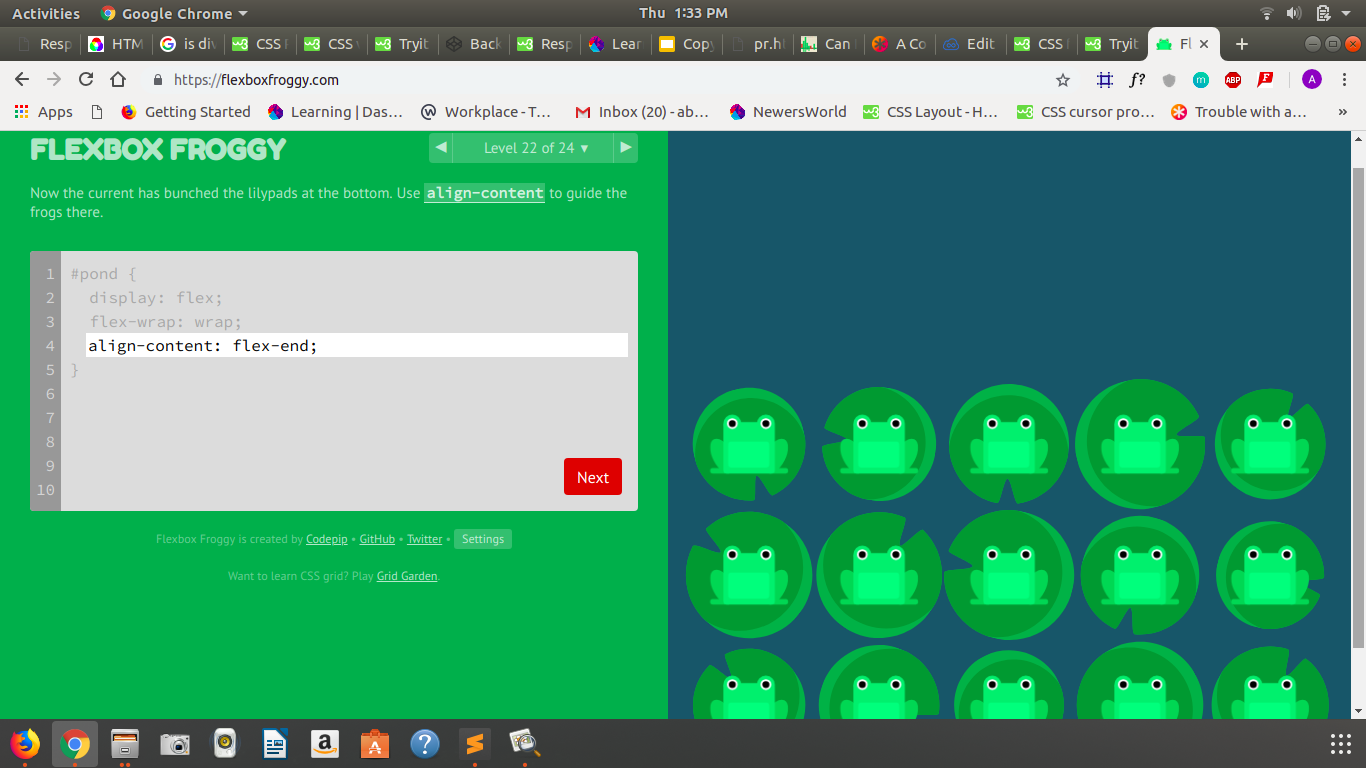 Activities Google Chrome ▾ Thu 1:33 PM
Resp HTM is div CSS CSS Tryit Back Resp Lear Copy pr.h Can A Co Edit CSS Tryit Fl ×
https://flexboxfroggy.com f? m ABP F A
Apps Getting Started Learning | Das... Workplace - T... Inbox (20) - ab... NewersWorld CSS Layout - H... CSS cursor pro... Trouble with a... »
FLEXBOX FROGGY
◀ Level 22 of 24 ▾ ▶
Now the current has bunched the lilypads at the bottom. Use align-content to guide the
frogs there.
1 #pond {
2 display: flex;
3 flex-wrap: wrap;
4 align-content: flex-end;
5 }
6
7
8
9
10
Next
Flexbox Froggy is created by Codepip • GitHub • Twitter • Settings
Want to learn CSS grid? Play Grid Garden.